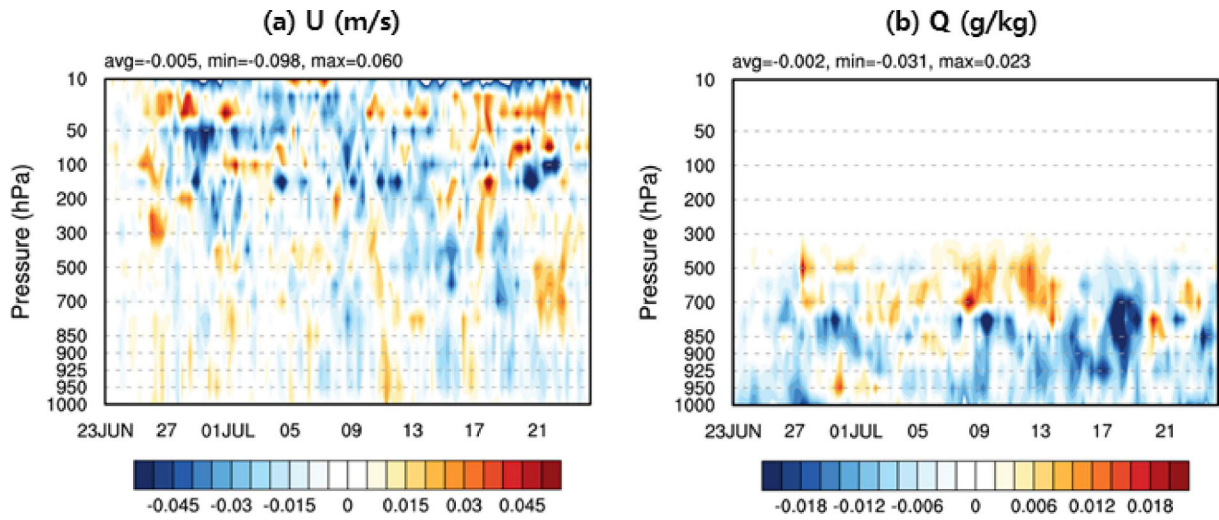 (a) U (m/s)
avg=-0.005, min=-0.098, max=0.060
Pressure (hPa)
10
50
100
200
300
500
700
850
900
925
950
1000
23JUN 27 01JUL 05 09 13 17 21
-0.045 -0.03 -0.015 0 0.015 0.03 0.045
(b) Q (g/kg)
avg=-0.002, min=-0.031, max=0.023
Pressure (hPa)
10
50
100
200
300
500
700
850
900
925
950
1000
23JUN 27 01JUL 05 09 13 17 21
-0.018 -0.012 -0.006 0 0.006 0.012 0.018